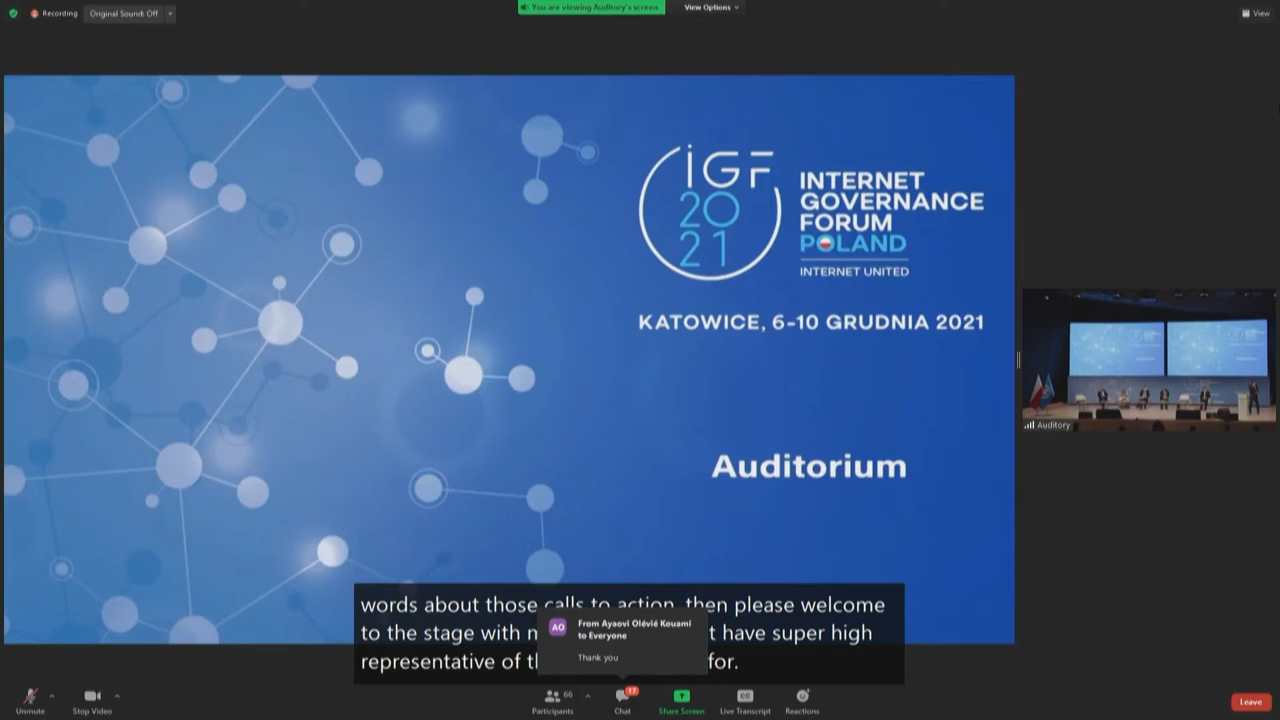 Recording
Original Sound: Off
You are viewing Auditory's screen
View Options
View
iGF
20
21
INTERNET
GOVERNANCE
FORUM
POLAND
INTERNET UNITED
KATOWICE, 6-10 GRUDNIA 2021
Auditorium
Auditory
words about those calls to action, then please welcome
to the stage with t have super high
representative of for.
AO
From Ayaovi Olévié Kouami
to Everyone
Thank you
Unmute
Stop Video
66
Participants
17
Chat
Share Screen
CC
Live Transcript
Reactions
Leave